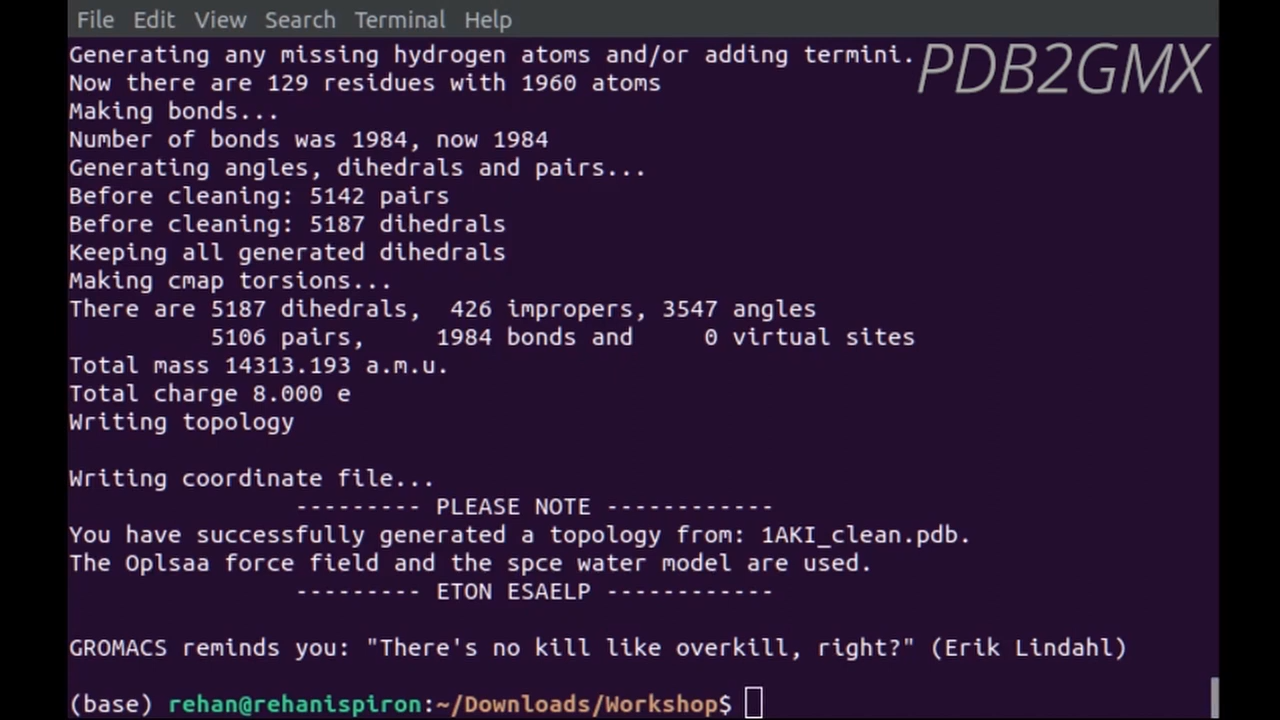 File Edit View Search Terminal Help
PDB2GMX
Generating any missing hydrogen atoms and/or adding termini.
Now there are 129 residues with 1960 atoms
Making bonds...
Number of bonds was 1984, now 1984
Generating angles, dihedrals and pairs...
Before cleaning: 5142 pairs
Before cleaning: 5187 dihedrals
Keeping all generated dihedrals
Making cmap torsions...
There are 5187 dihedrals,  426 impropers, 3547 angles
          5106 pairs,     1984 bonds and     0 virtual sites
Total mass 14313.193 a.m.u.
Total charge 8.000 e
Writing topology
Writing coordinate file...
--------- PLEASE NOTE ------------
You have successfully generated a topology from: 1AKI_clean.pdb.
The Oplsaa force field and the spce water model are used.
--------- ETON ESAELP ------------
GROMACS reminds you: "There's no kill like overkill, right?" (Erik Lindahl)
(base) rehan@rehanispiron:~/Downloads/Workshop$